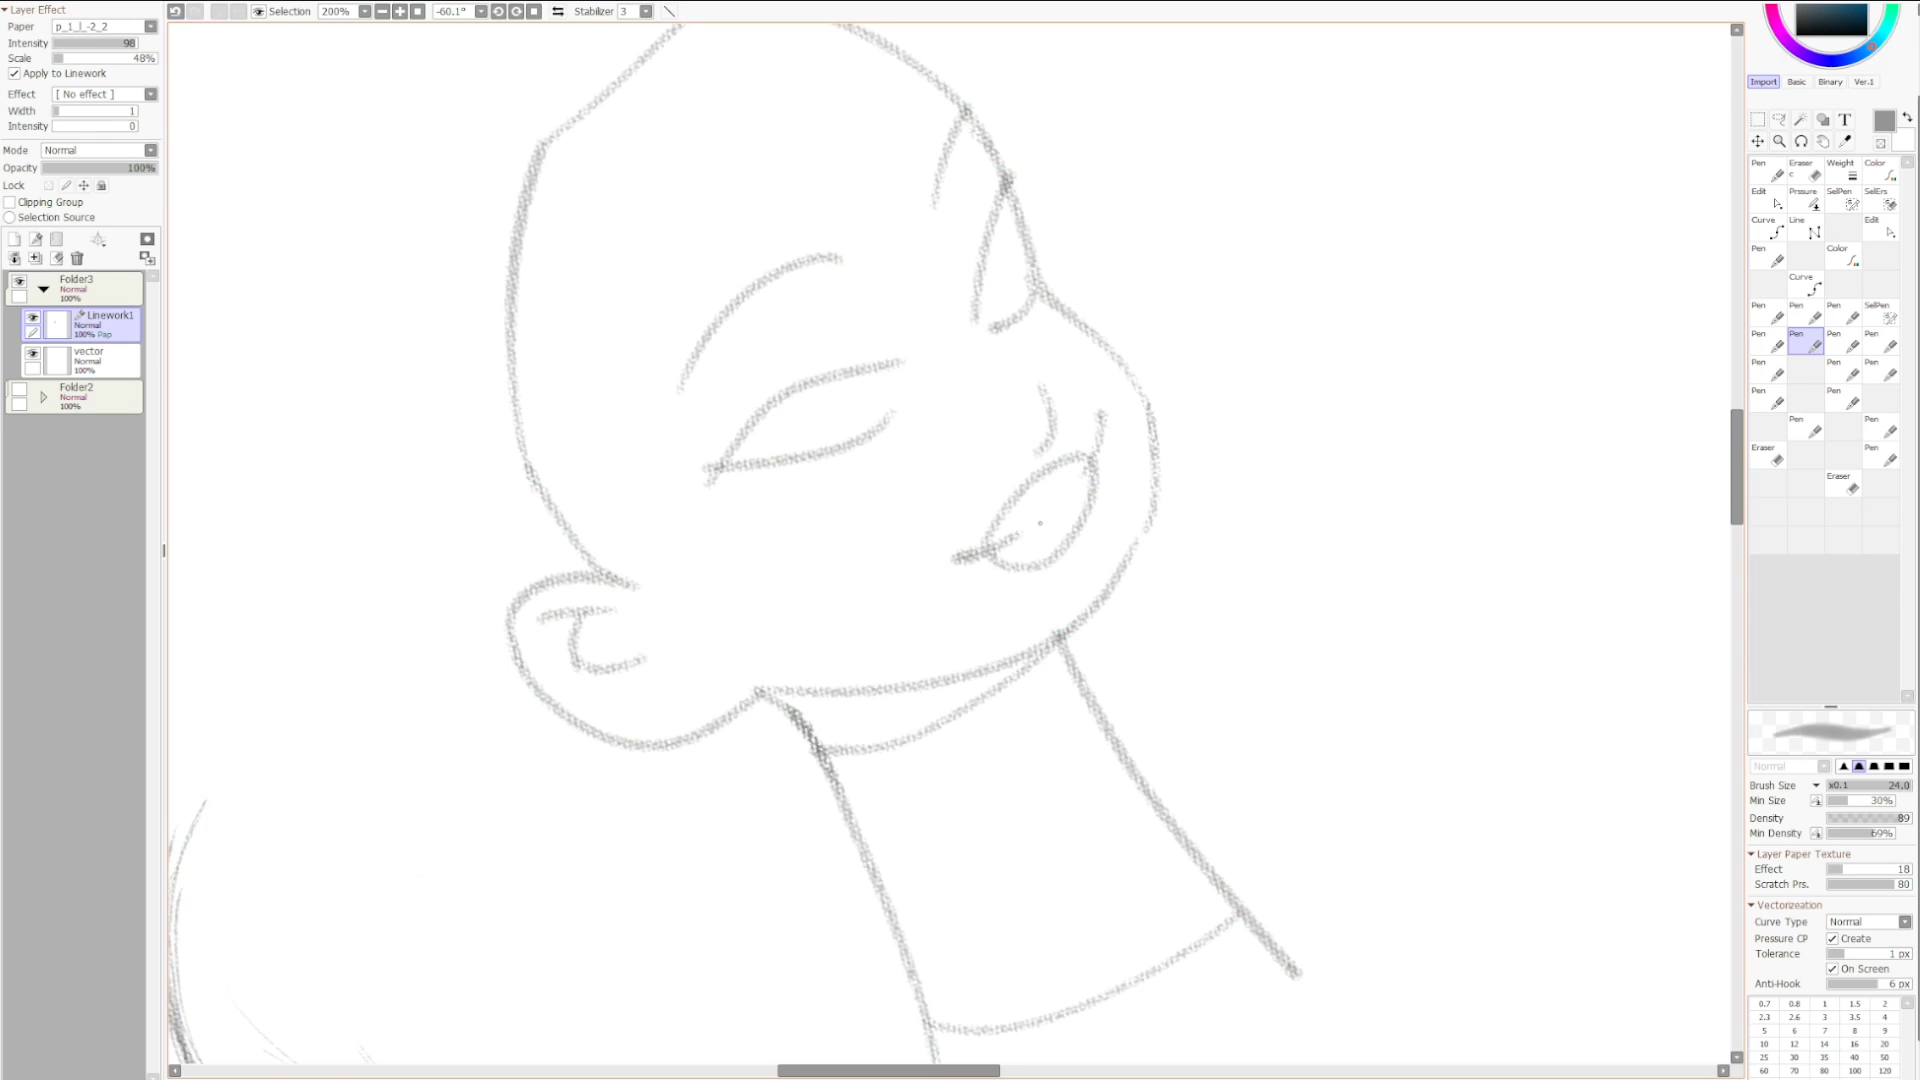 Layer Effect
Paper p_1_l_-2_2
Intensity 98
Scale 48%
Apply to Linework
Effect [ No effect ]
Width 1
Intensity 0
Mode Normal
Opacity 100%
Lock
Clipping Group
Selection Source
Folder3
Normal
100%
Linework1
Normal
100% Pap
vector
Normal
100%
Folder2
Normal
100%
Selection 200% -60.1° Stabilizer 3
Import Basic Binary Ver.1
T
Pen Eraser Weight Color
c
Edit Prssure SelPen SelErs
Curve Line Edit
Pen Color
Curve
Pen Pen Pen SelPen
Pen Pen Pen Pen
Pen Pen Pen
Pen Pen
Pen Pen
Eraser Pen
Eraser
Normal
Brush Size x0.1 24.0
Min Size 30%
Density 89
Min Density 69%
Layer Paper Texture
Effect 18
Scratch Prs. 80
Vectorizeation
Curve Type Normal
Pressure CP Create
Tolerance 1 px
On Screen
Anti-Hook 6 px
0.7 0.8 1 1.5 2
2.3 2.6 3 3.5 4
5 6 7 8 9
10 12 14 16 20
25 30 35 40 50
60 70 80 100 120